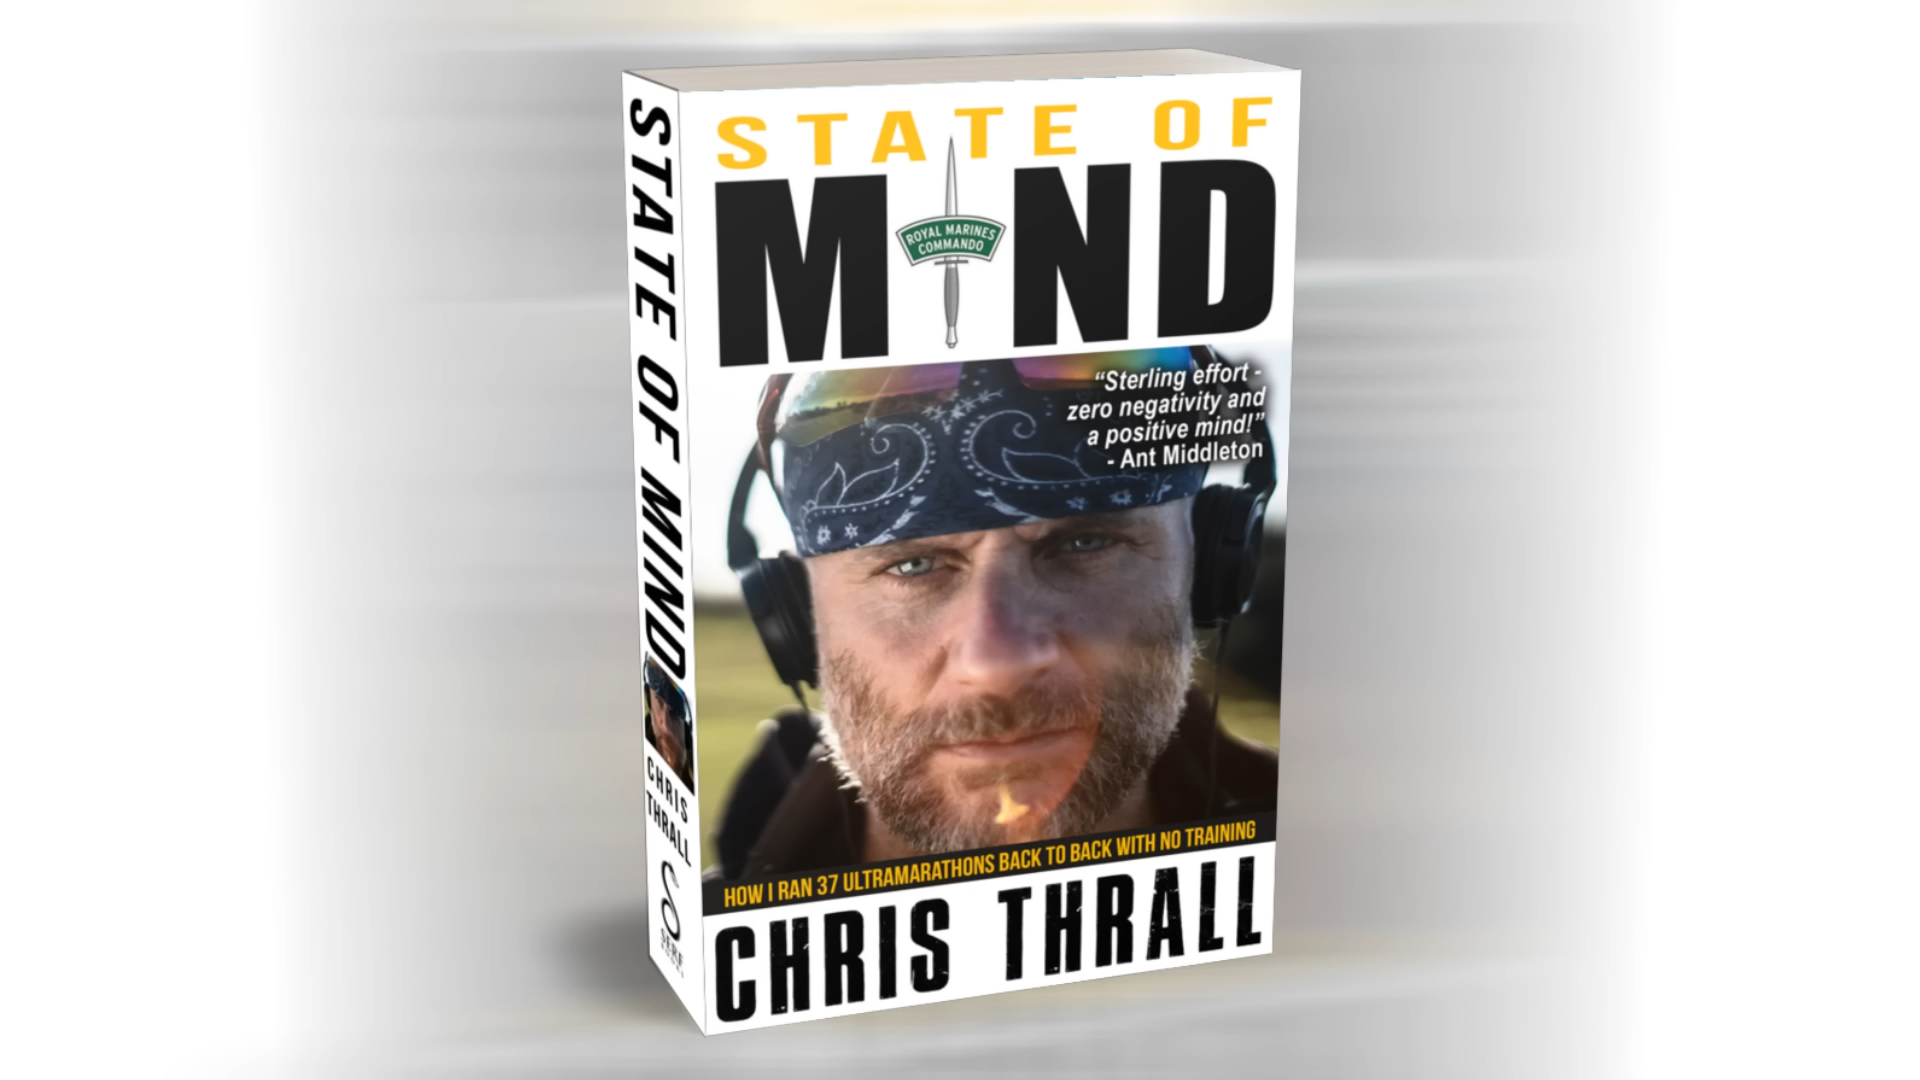 STATE OF MIND
CHRIS
THRALL
SERF
STATE OF
M ND
ROYAL MARINES
COMMANDO
“Sterling effort -
zero negativity and
a positive mind!”
- Ant Middleton
HOW I RAN 37 ULTRAMARATHONS BACK TO BACK WITH NO TRAINING
CHRIS THRALL